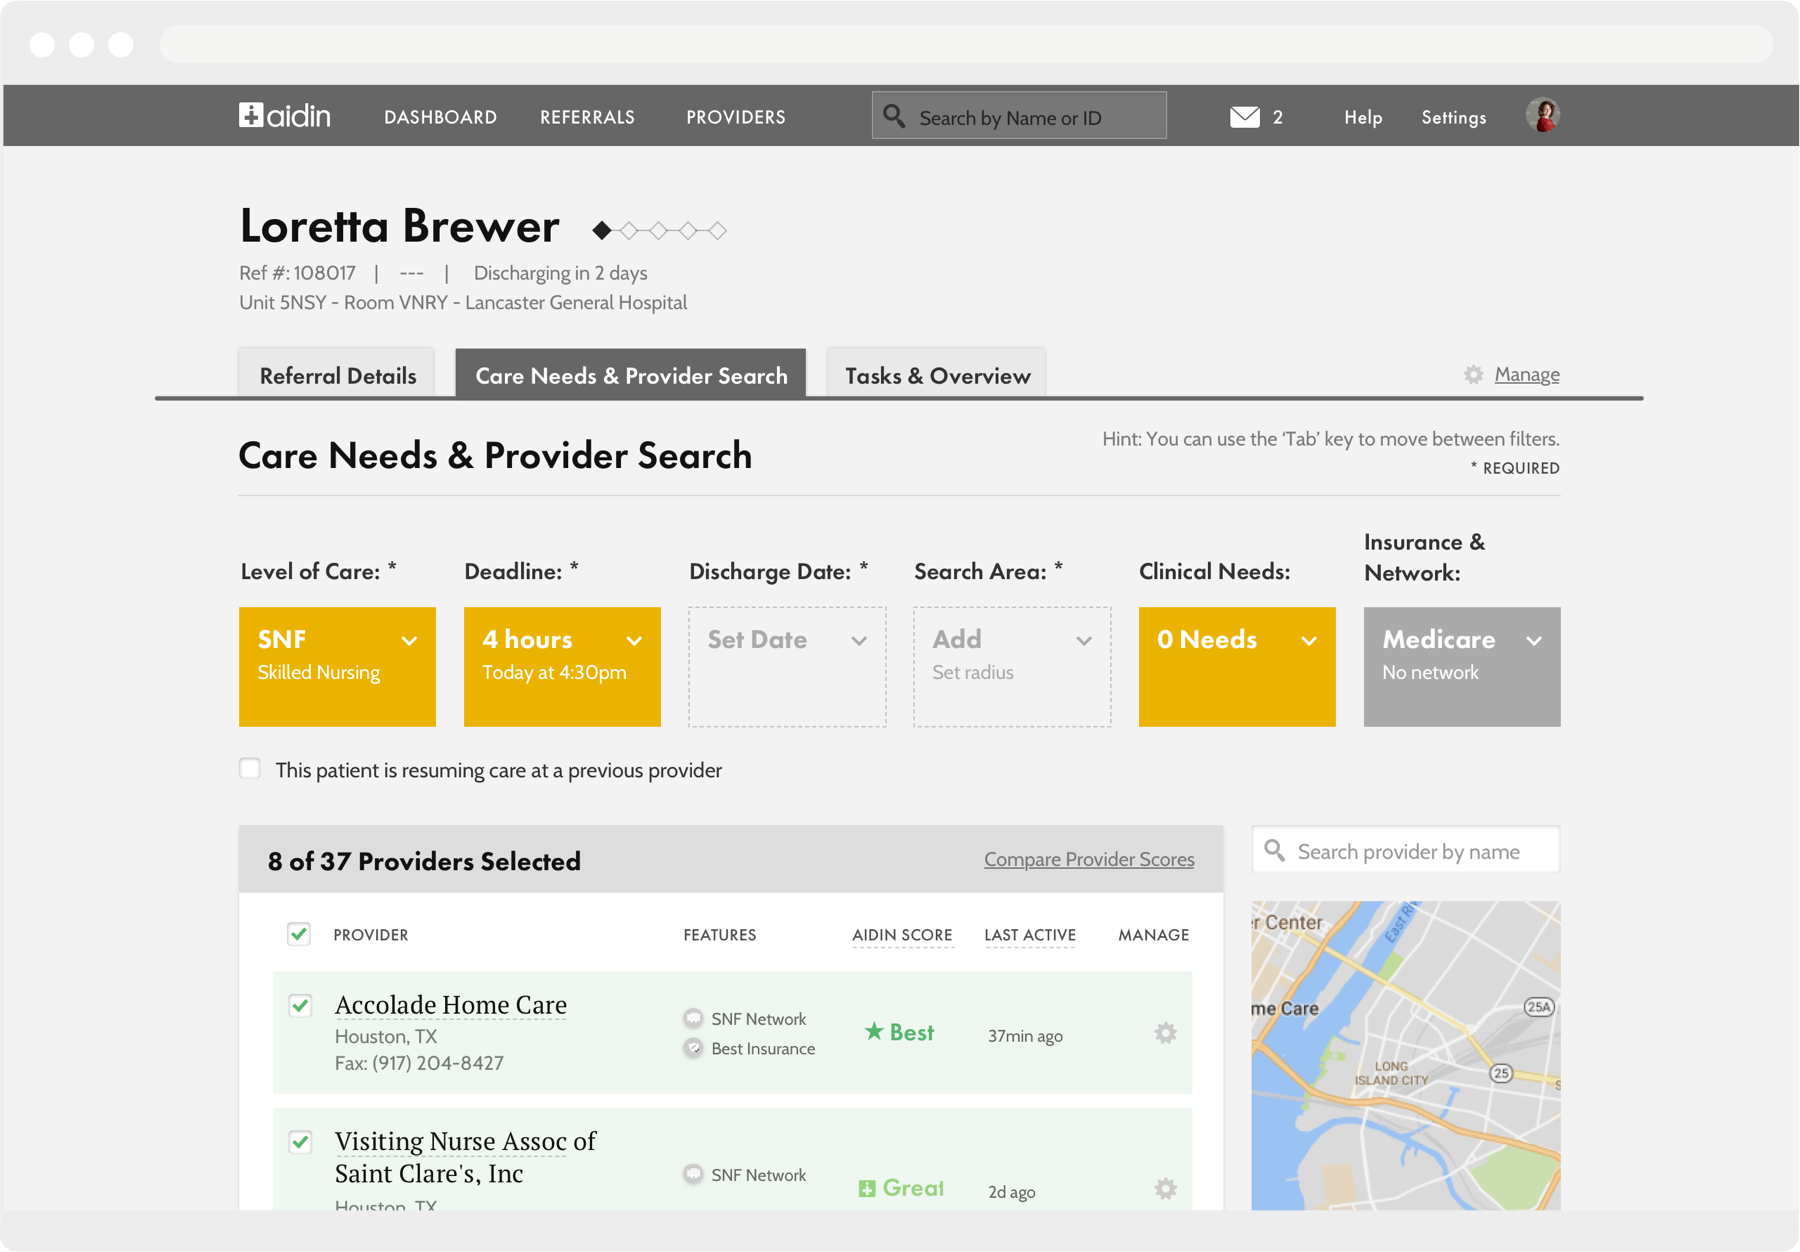 aidin DASHBOARD REFERRALS PROVIDERS Search by Name or ID 2 Help Settings
Loretta Brewer
Ref #: 108017 | --- | Discharging in 2 days
Unit 5NSY - Room VNRY - Lancaster General Hospital
Referral Details Care Needs & Provider Search Tasks & Overview Manage
Care Needs & Provider Search
Hint: You can use the ‘Tab’ key to move between filters.
* REQUIRED
Level of Care: * Deadline: * Discharge Date: * Search Area: * Clinical Needs: Insurance &
Network:
SNF 4 hours Set Date Add 0 Needs Medicare
Skilled Nursing Today at 4:30pm Set radius No network
This patient is resuming care at a previous provider
8 of 37 Providers Selected Compare Provider Scores
Search provider by name
PROVIDER FEATURES AIDIN SCORE LAST ACTIVE MANAGE
Accolade Home Care
Houston, TX
Fax: (917) 204-8427
SNF Network
Best Insurance
Best
37min ago
Visiting Nurse Assoc of
Saint Clare's, Inc
Houston, TX
SNF Network
Great
2d ago
r Center
East Riv
me Care
25A
LONG
ISLAND CITY
25